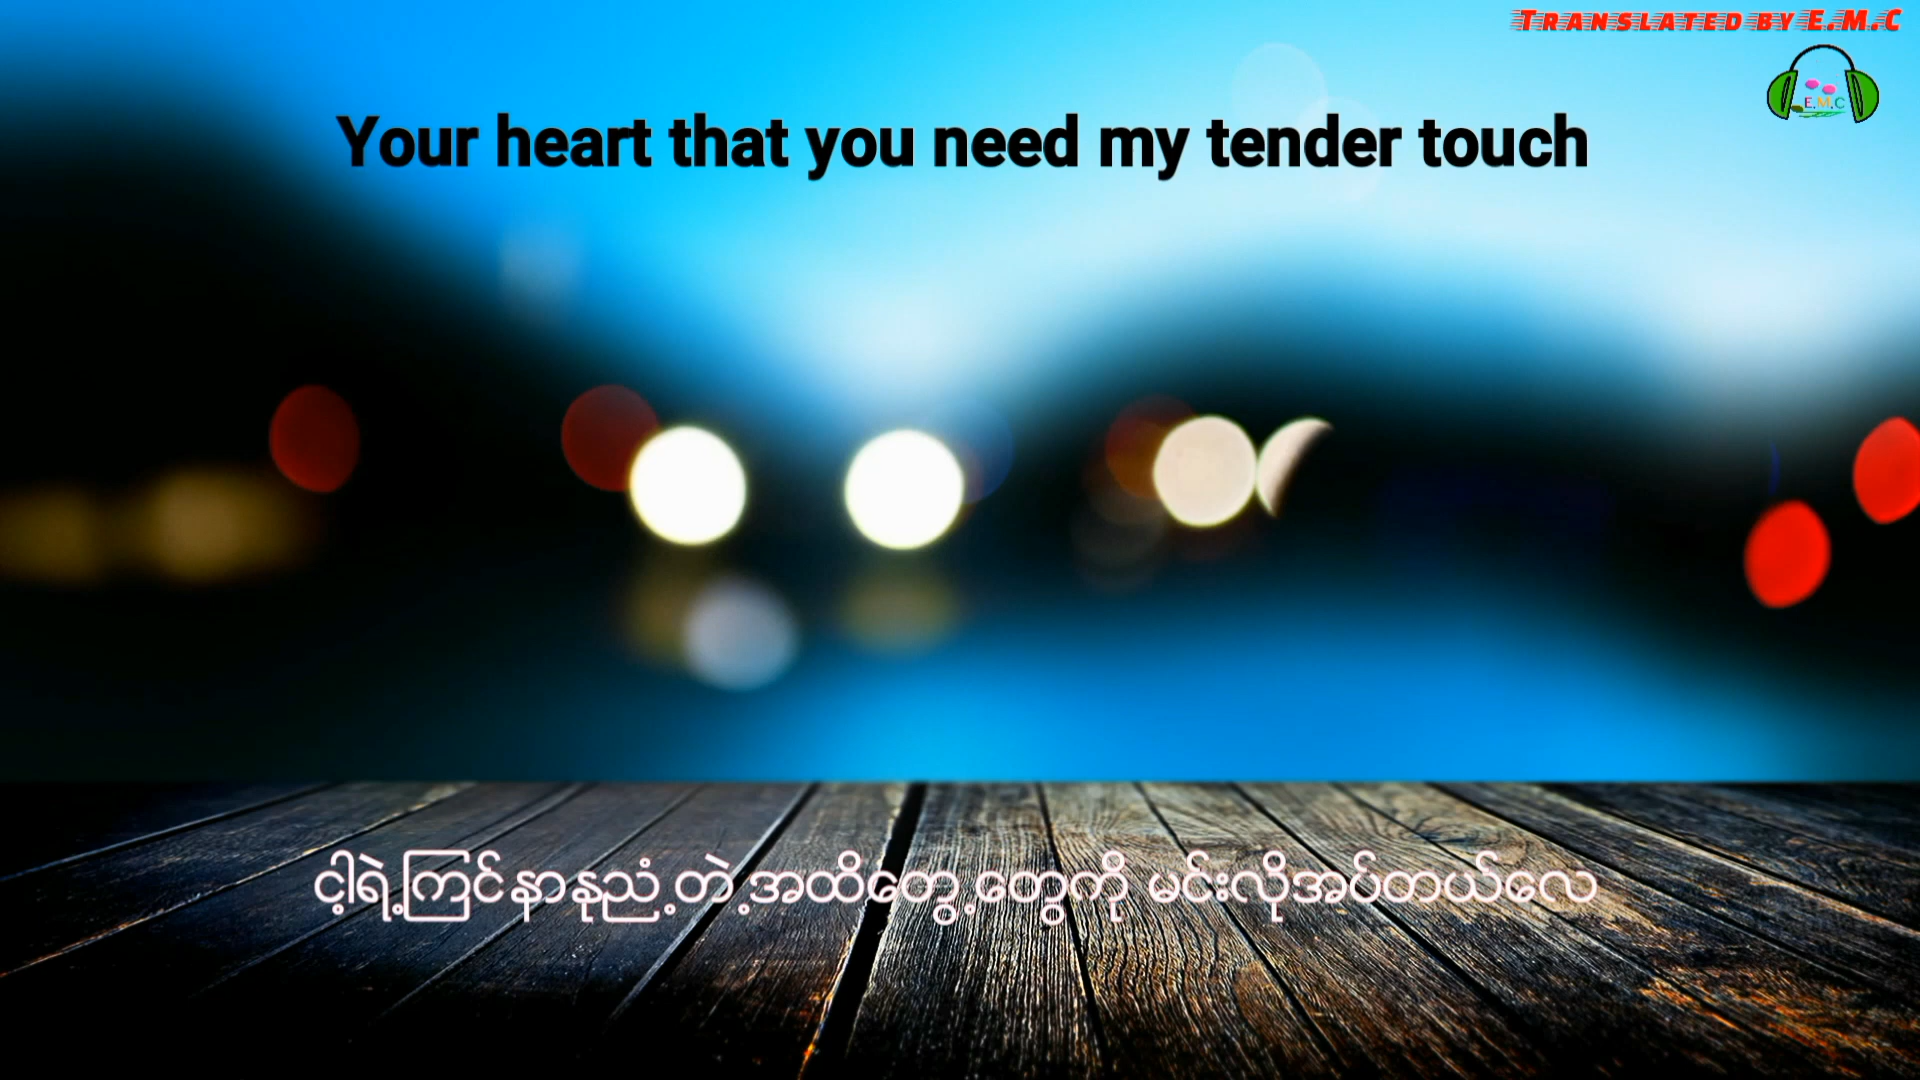 Translated by E.M.C
E.M.C
Your heart that you need my tender touch
ငါ့ရဲ့ကြင်နာနုညံ့တဲ့အထိတွေ့တွေကို မင်းလိုအပ်တယ်လေ